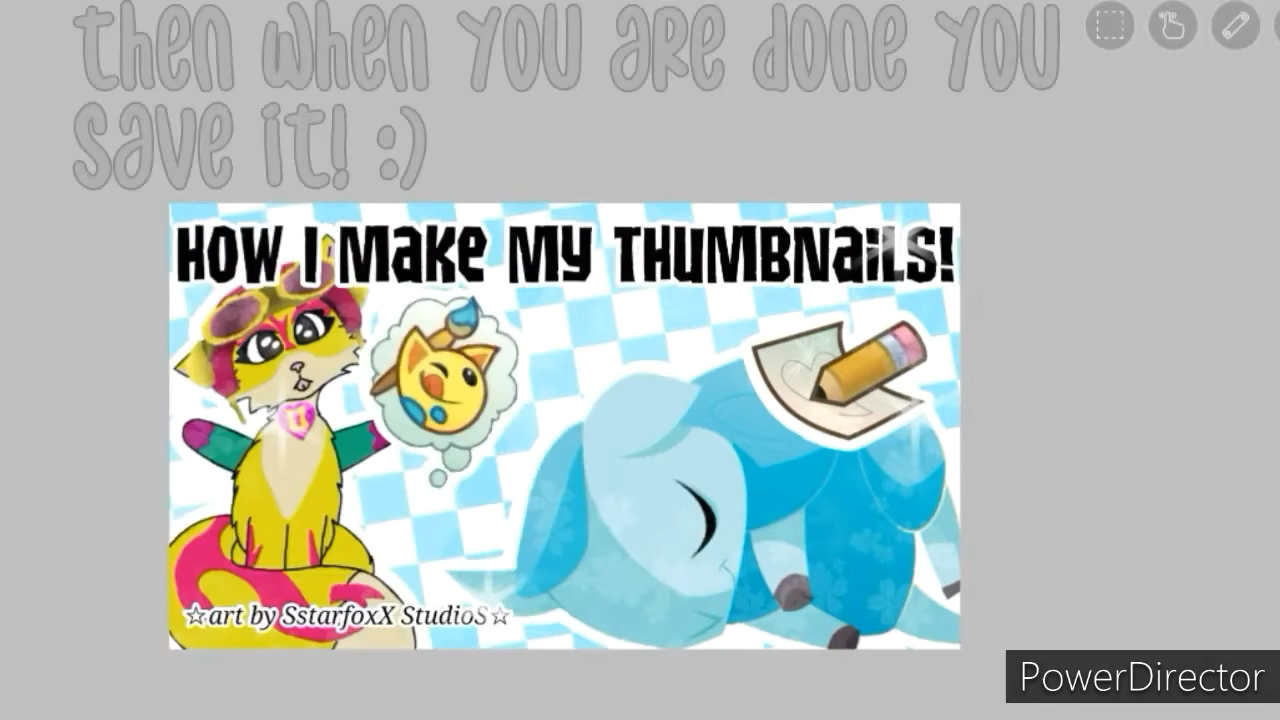 then when you are done you
save it! :)
HOW I MaKe MY THUMBNaiLS!
☆art by SstarfoxX StudioS☆
PowerDirector